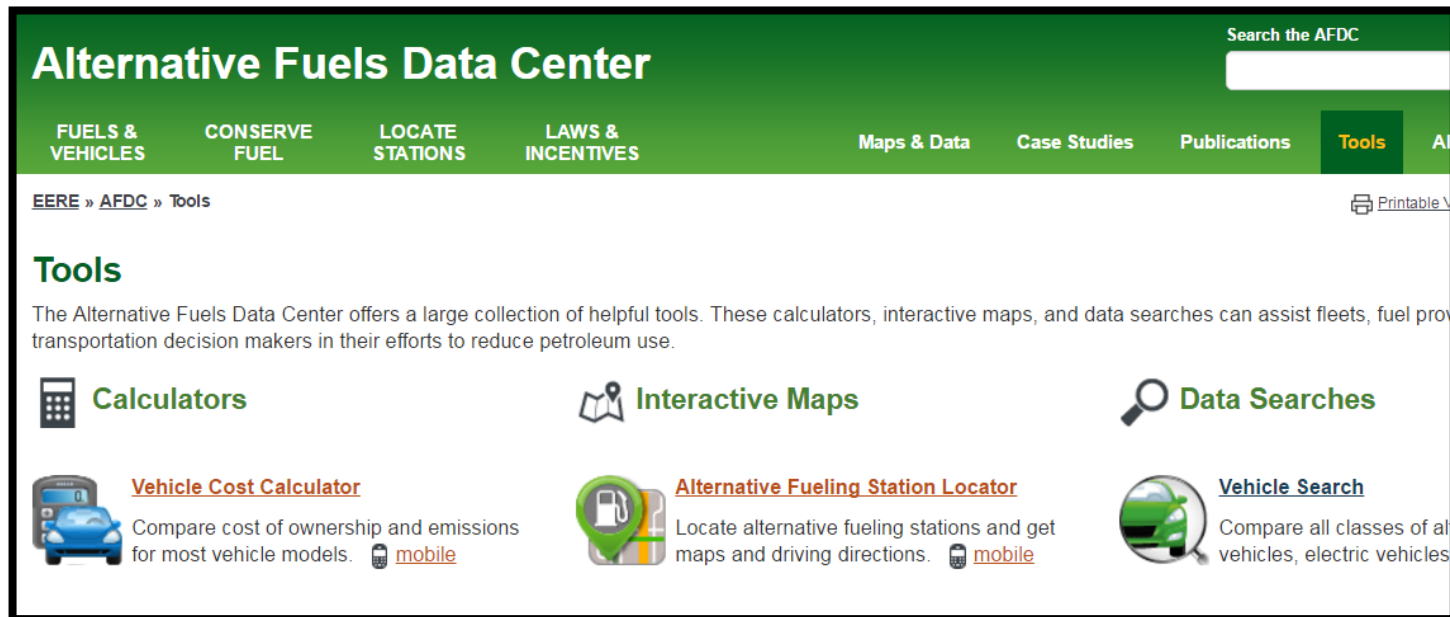 Search the AFDC
Alternative Fuels Data Center
FUELS & VEHICLES
CONSERVE FUEL
LOCATE STATIONS
LAWS & INCENTIVES
Maps & Data
Case Studies
Publications
Tools
EERE » AFDC » Tools
Printable
Tools
The Alternative Fuels Data Center offers a large collection of helpful tools. These calculators, interactive maps, and data searches can assist fleets, fuel
transportation decision makers in their efforts to reduce petroleum use.
Calculators
Interactive Maps
Data Searches
Vehicle Cost Calculator
Compare cost of ownership and emissions
for most vehicle models. mobile
Alternative Fueling Station Locator
Locate alternative fueling stations and get
maps and driving directions. mobile
Vehicle Search
Compare all classes of
vehicles, electric vehicles